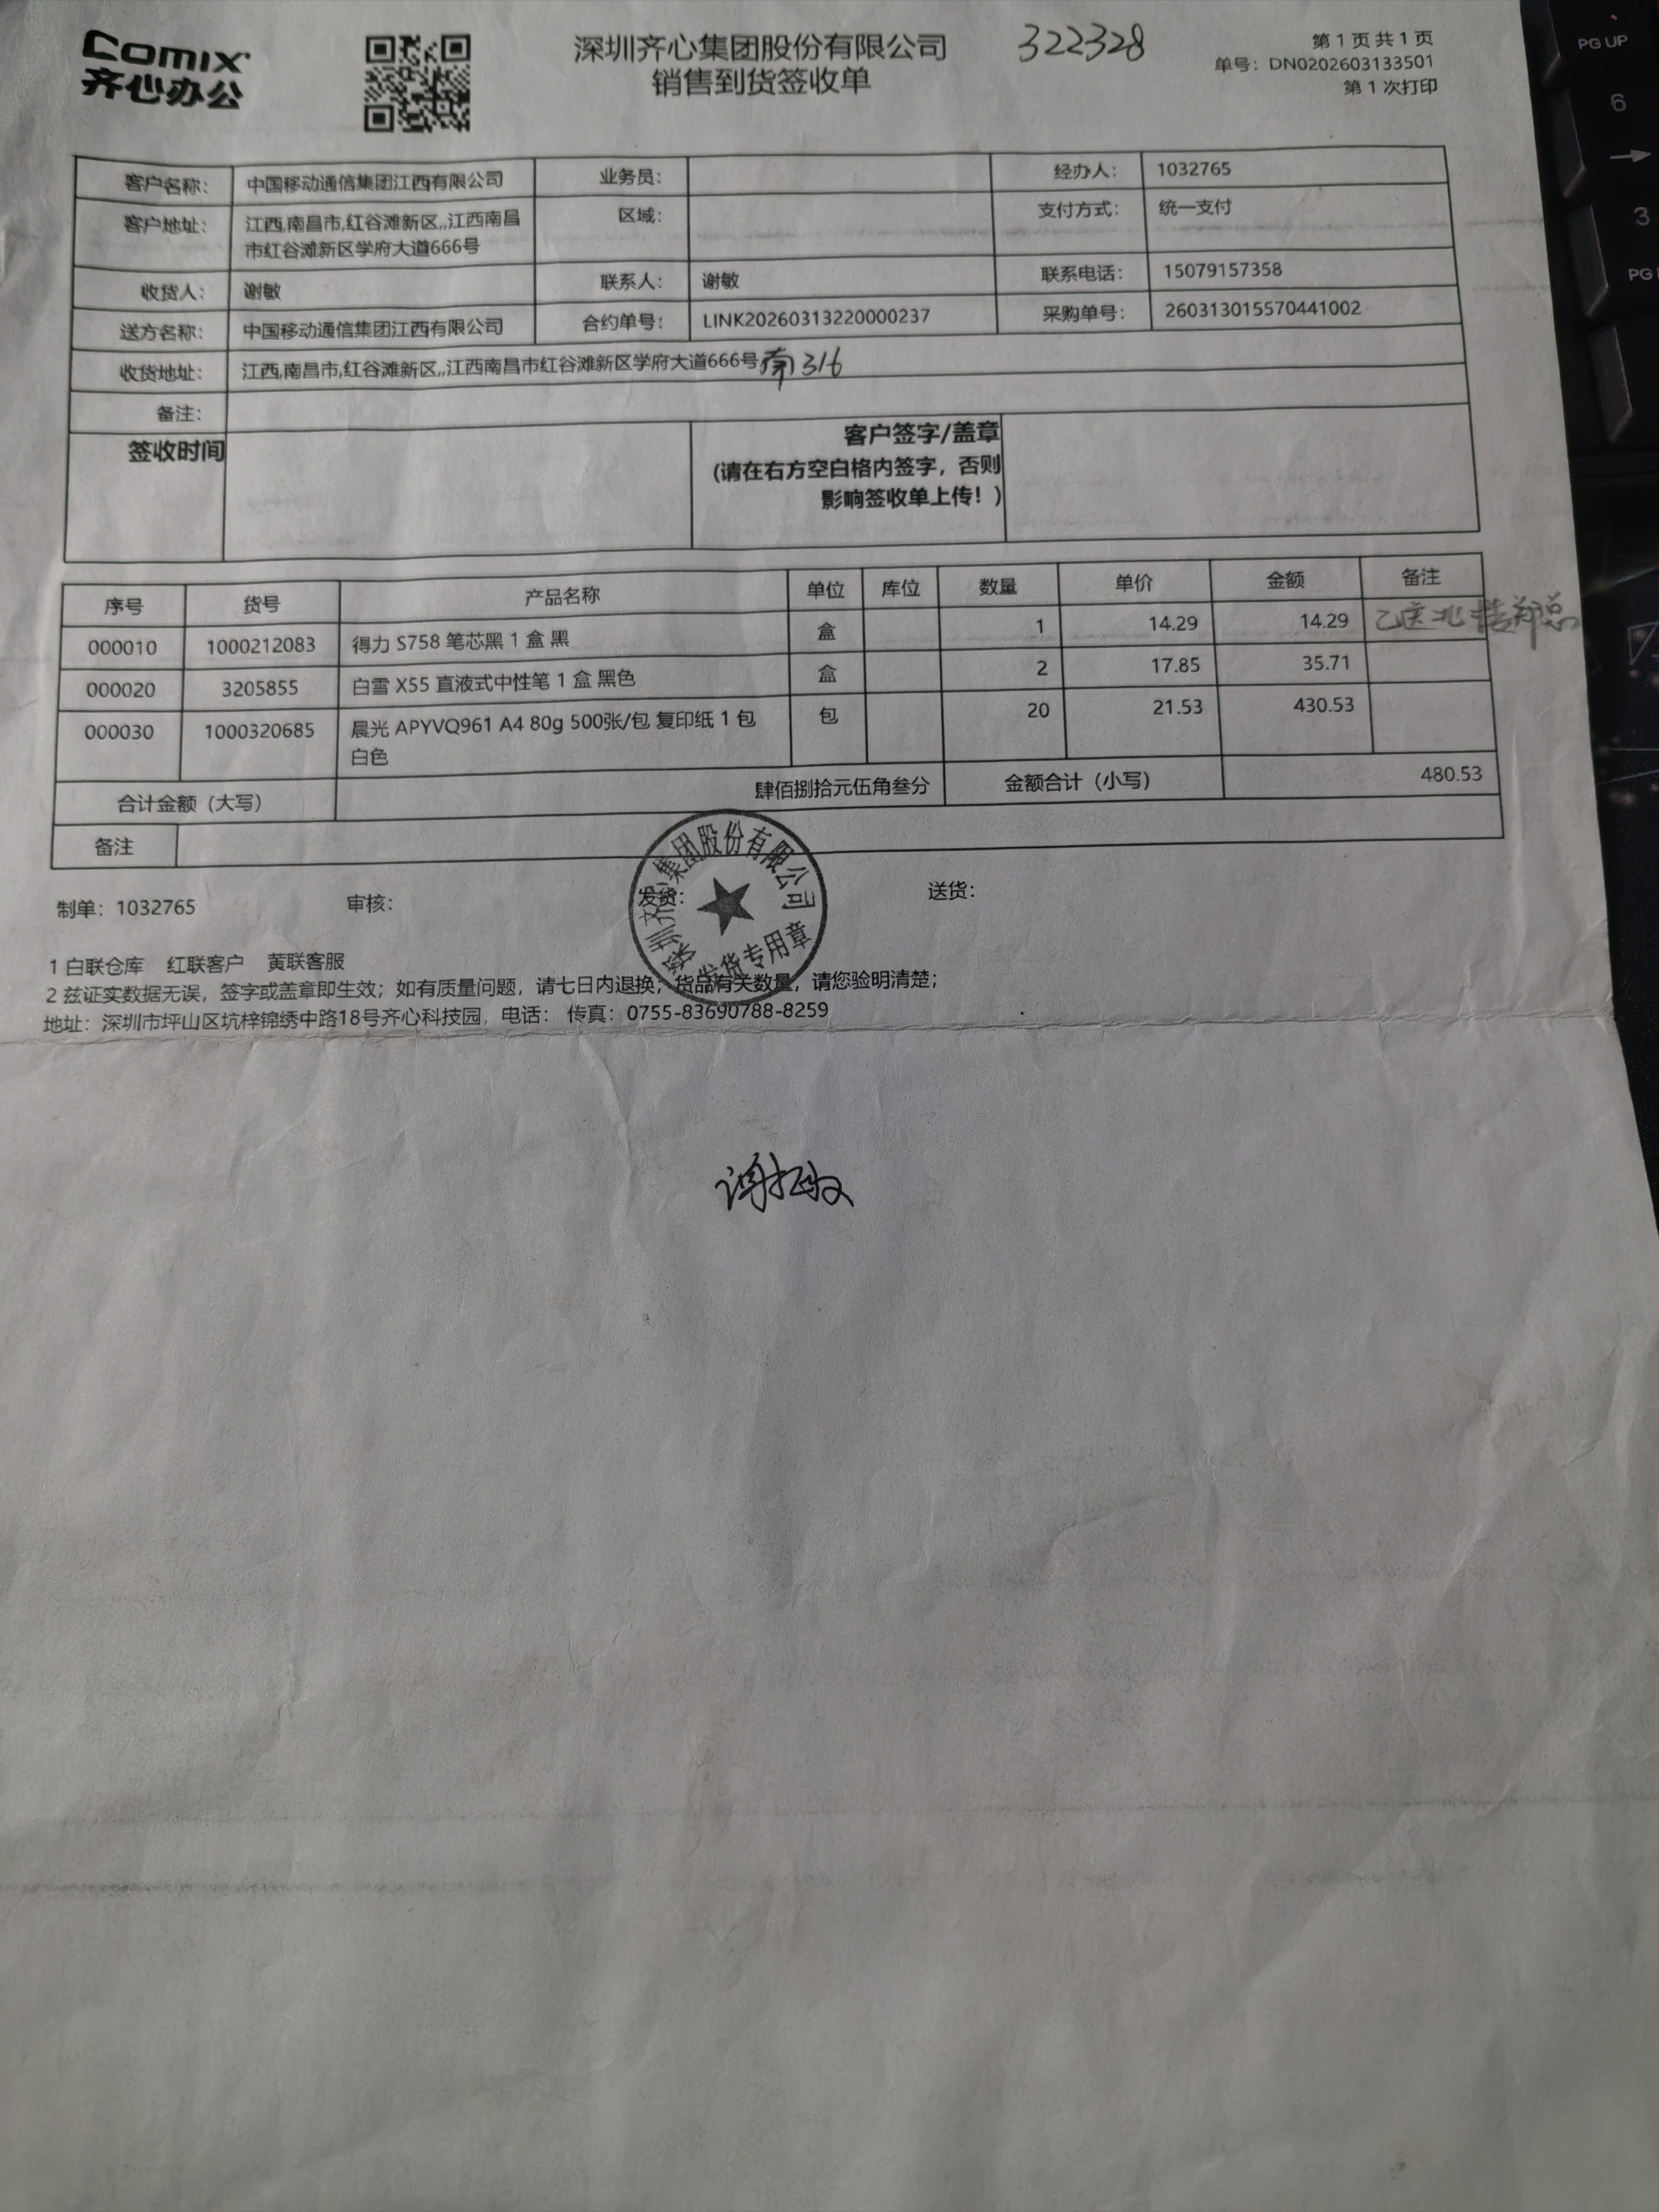 Comix
齐心办公
深圳齐心集团股份有限公司
销售到货签收单
322328
第 1 页 共 1 页
单号：DN0202603133501
第 1 次打印
客户名称： 中国移动通信集团江西有限公司 业务员： 经办人： 1032765
客户地址： 江西,南昌市,红谷滩新区,,江西南昌市红谷滩新区学府大道666号 区域： 支付方式： 统一支付
收货人： 谢敏 联系人： 谢敏 联系电话： 15079157358
送方名称： 中国移动通信集团江西有限公司 合约单号： LINK20260313220000237 采购单号： 260313015570441002
收货地址： 江西,南昌市,红谷滩新区,,江西南昌市红谷滩新区学府大道666号 南316
备注：
签收时间 客户签字/盖章
(请在右方空白格内签字，否则
影响签收单上传！)
序号 货号 产品名称 单位 库位 数量 单价 金额 备注
000010 1000212083 得力 S758 笔芯黑 1 盒 黑 盒 1 14.29 14.29
000020 3205855 白雪 X55 直液式中性笔 1 盒 黑色 盒 2 17.85 35.71
000030 1000320685 晨光 APYVQ961 A4 80g 500张/包 复印纸 1 包 包 20 21.53 430.53
白色
合计金额（大写） 肆佰捌拾元伍角叁分 金额合计（小写） 480.53
备注
制单：1032765 审核： 发货： 送货：
深圳齐心集团股份有限公司
发货专用章
1 白联仓库 红联客户 黄联客服
2 兹证实数据无误，签字或盖章即生效；如有质量问题，请七日内退换；货品有关数量，请您验明清楚；
地址：深圳市坪山区坑梓锦绣中路18号齐心科技园，电话： 传真：0755-83690788-8259
PG UP
6
3
PG